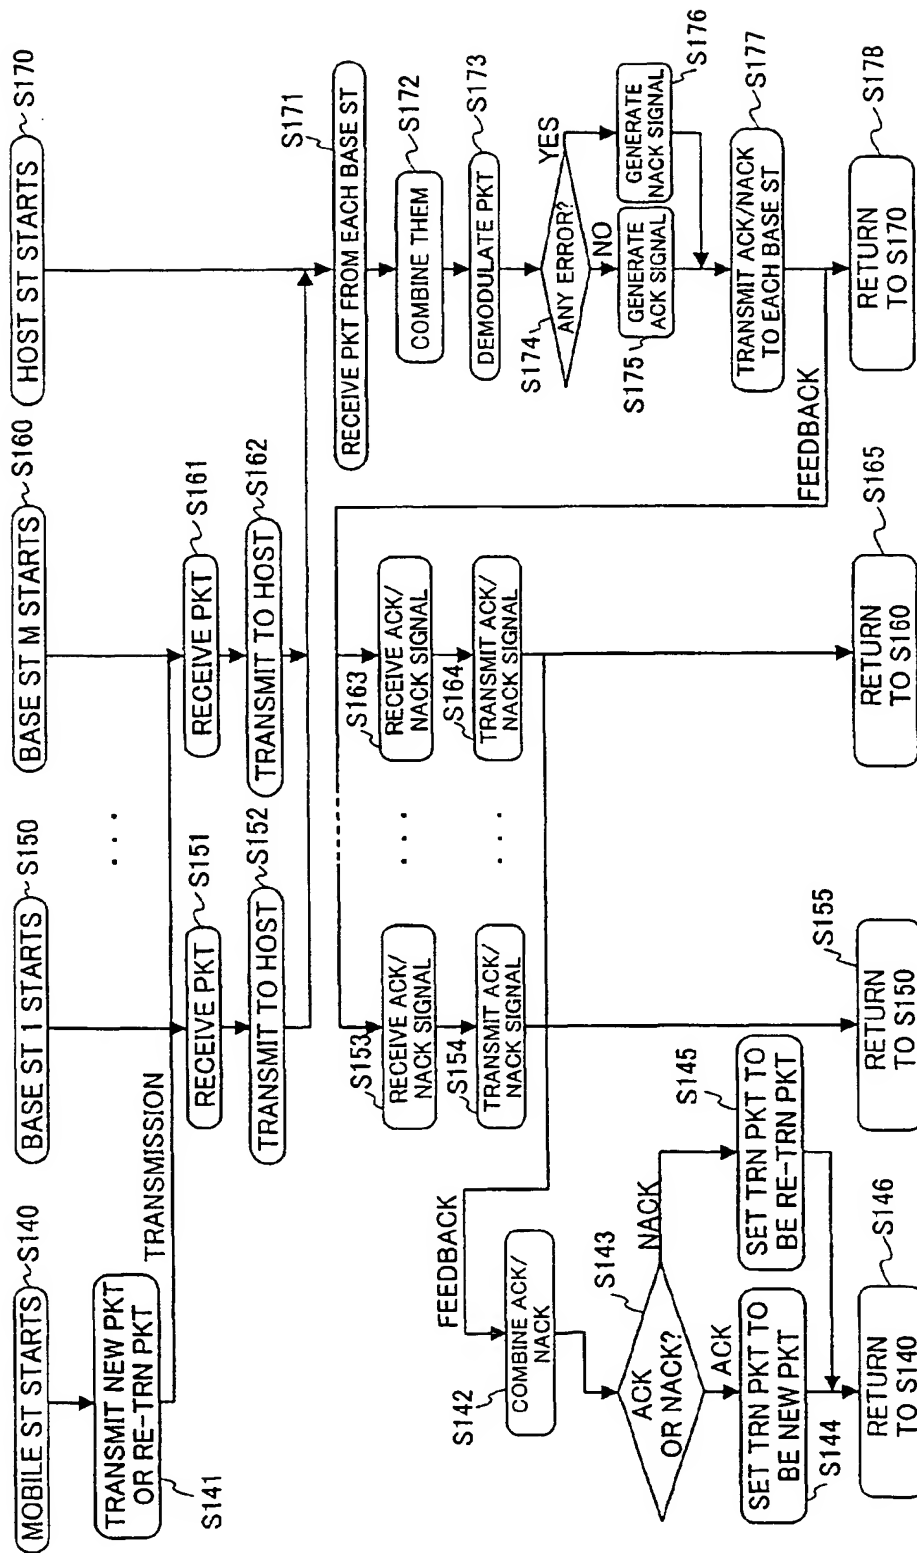 MOBILE ST STARTS
S140
TRANSMIT NEW PKT
OR RE-TRN PKT
S141
TRANSMISSION
BASE ST 1 STARTS
S150
. . .
RECEIVE PKT
S151
TRANSMIT TO HOST
S152
BASE ST M STARTS
S160
RECEIVE PKT
S161
TRANSMIT TO HOST
S162
HOST ST STARTS
S170
S171
RECEIVE PKT FROM EACH BASE ST
COMBINE THEM
S172
DEMODULATE PKT
S173
S174
ANY ERROR?
YES
NO
S175
GENERATE
ACK SIGNAL
GENERATE
NACK SIGNAL
S176
TRANSMIT ACK/NACK
TO EACH BASE ST
S177
FEEDBACK
RETURN
TO S170
S178
S163
RECEIVE ACK/
NACK SIGNAL
S164
TRANSMIT ACK/
NACK SIGNAL
RETURN
TO S160
S165
. . .
. . .
S153
RECEIVE ACK/
NACK SIGNAL
S154
TRANSMIT ACK/
NACK SIGNAL
RETURN
TO S150
S155
FEEDBACK
S142
COMBINE ACK/
NACK
S143
ACK
OR NACK?
NACK
ACK
SET TRN PKT TO
BE NEW PKT
S144
SET TRN PKT TO
BE RE-TRN PKT
S145
RETURN
TO S140
S146